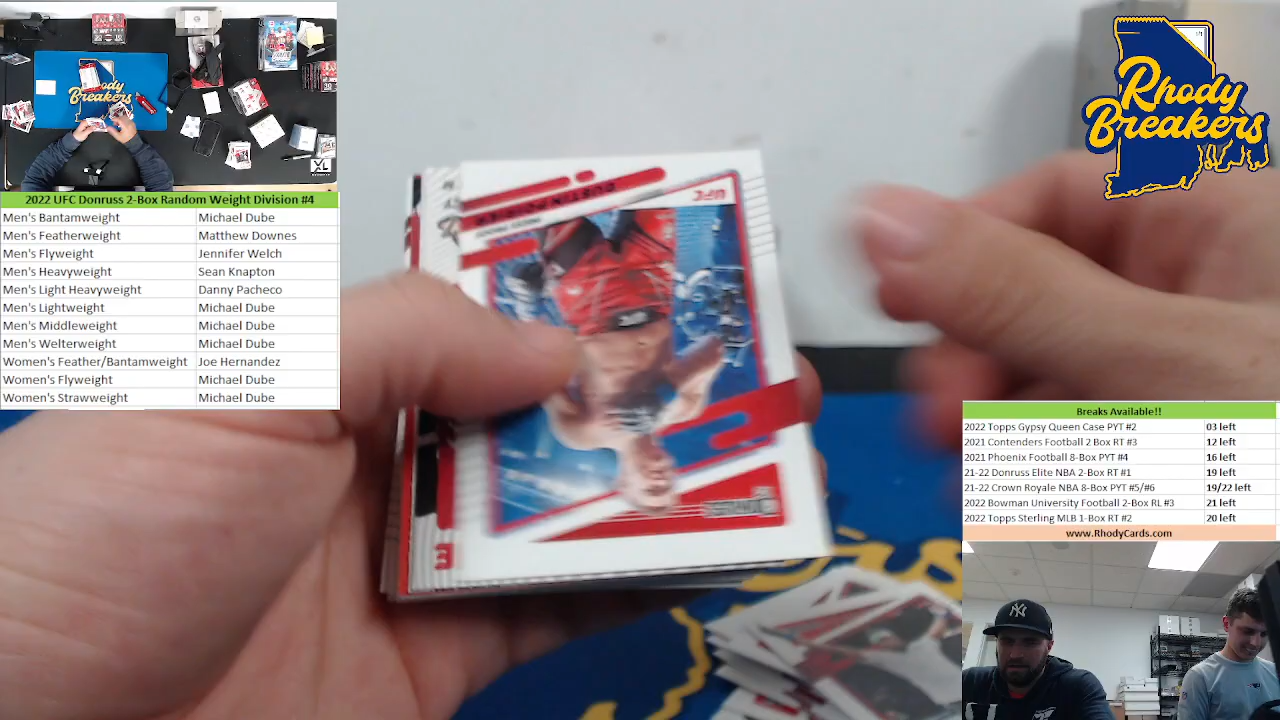 Rhody
Breakers
2022 UFC Donruss 2-Box Random Weight Division #4
Men's Bantamweight Michael Dube
Men's Featherweight Matthew Downes
Men's Flyweight Jennifer Welch
Men's Heavyweight Sean Knapton
Men's Light Heavyweight Danny Pacheco
Men's Lightweight Michael Dube
Men's Middleweight Michael Dube
Men's Welterweight Michael Dube
Women's Feather/Bantamweight Joe Hernandez
Women's Flyweight Michael Dube
Women's Strawweight Michael Dube
XL
DUSTIN POIRIER
UFC
DONRUSS
Rhody
Breakers
Breaks Available!!
2022 Topps Gypsy Queen Case PYT #2 03 left
2021 Contenders Football 2 Box RT #3 12 left
2021 Phoenix Football 8-Box PYT #4 16 left
21-22 Donruss Elite NBA 2-Box RT #1 19 left
21-22 Crown Royale NBA 8-Box PYT #5/#6 19/22 left
2022 Bowman University Football 2-Box RL #3 21 left
2022 Topps Sterling MLB 1-Box RT #2 20 left
www.RhodyCards.com